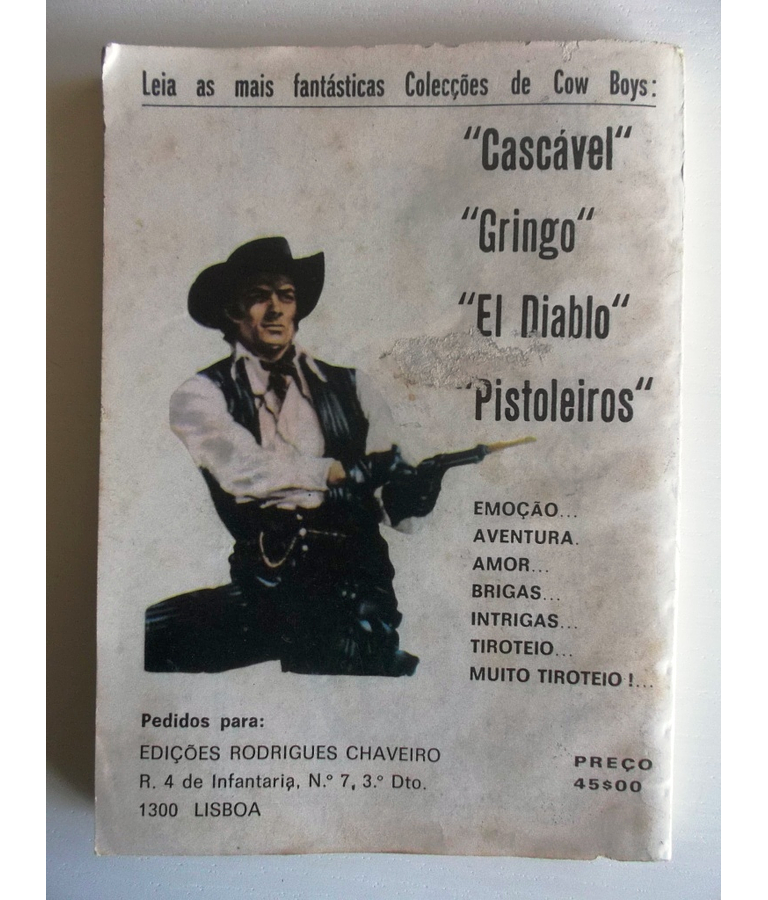 Leia as mais fantásticas Colecções de Cow Boys:
“Cascável“
“Gringo“
“El Diablo“
“Pistoleiros“
EMOÇÃO...
AVENTURA.
AMOR...
BRIGAS...
INTRIGAS...
TIROTEIO...
MUITO TIROTEIO !...
Pedidos para:
EDIÇÕES RODRIGUES CHAVEIRO
R. 4 de Infantaria, N.º 7, 3.º Dto.
1300 LISBOA
PREÇO
45$00